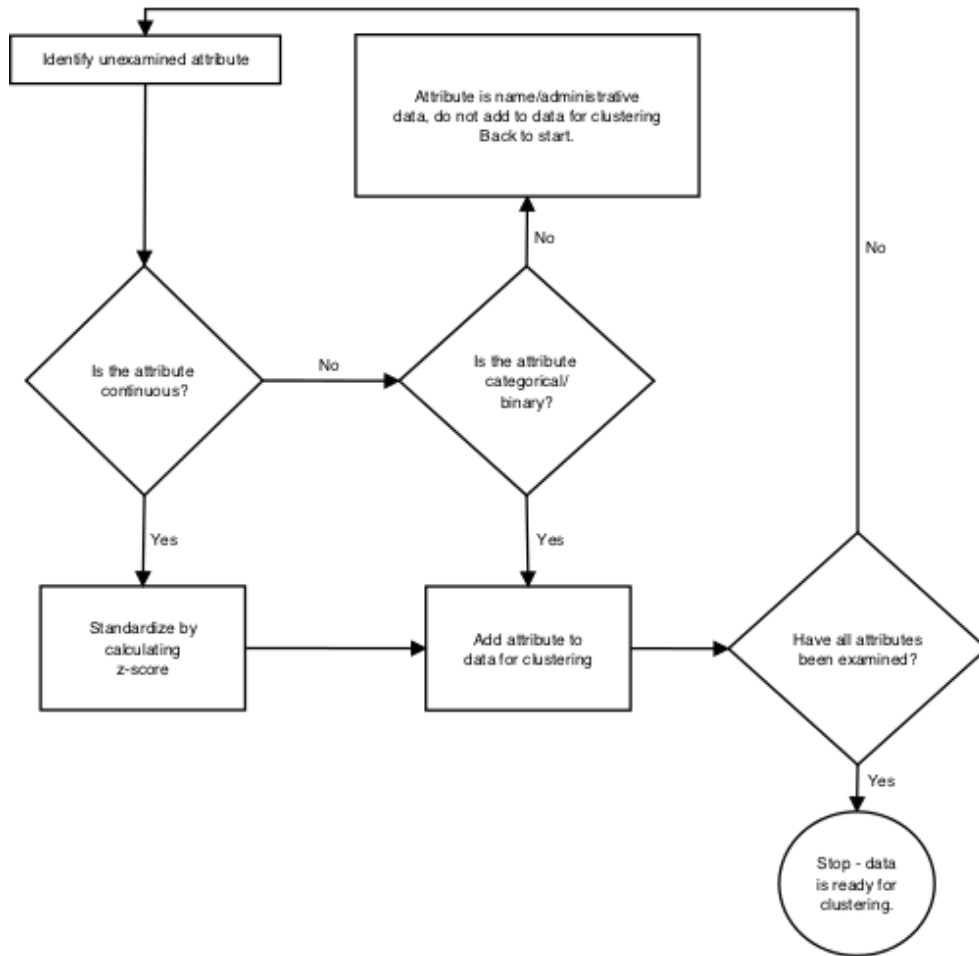 Identify unexamined attribute
Attribute is name/administrative
data, do not add to data for clustering
Back to start.
No
No
Is the attribute
continuous?
No
Is the attribute
categorical/
binary?
Yes
Yes
Standardize by
calculating
z-score
Add attribute to
data for clustering
Have all attributes
been examined?
Yes
Stop - data
is ready for
clustering.